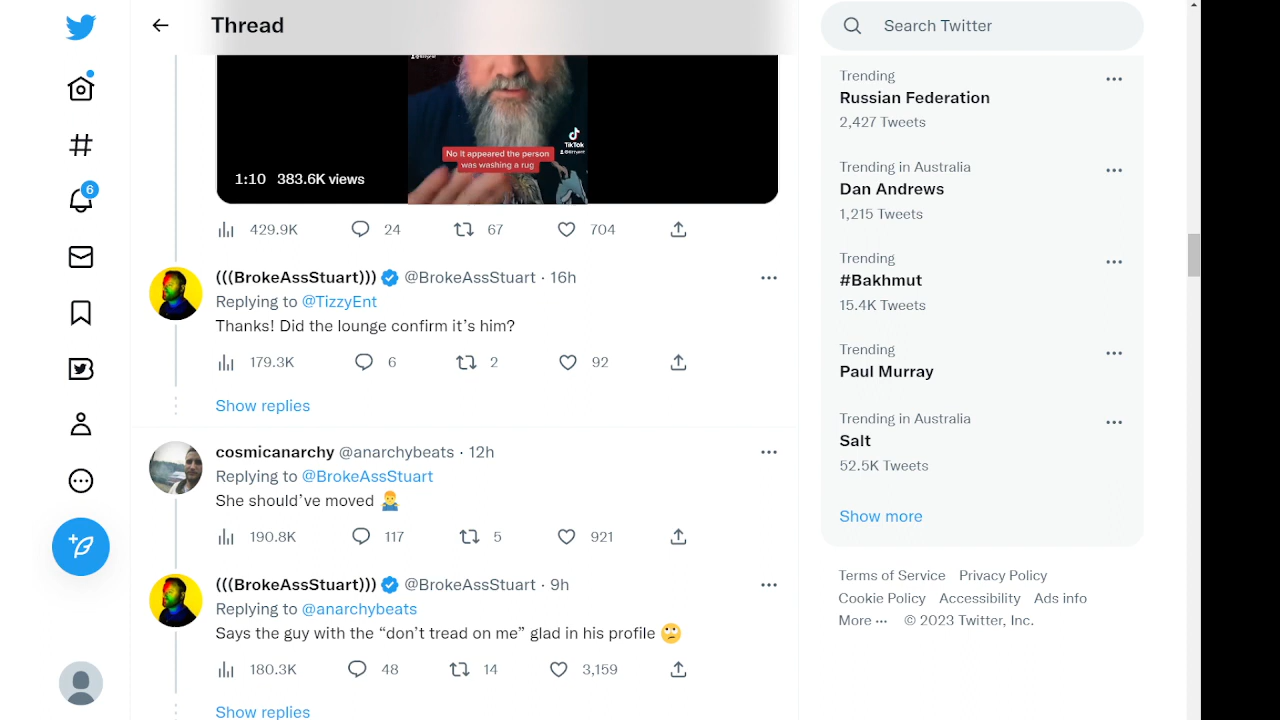 Thread
Search Twitter
No It appeared the person
was washing a rug
TikTok
1:10 383.6K views
429.9K 24 67 704
(((BrokeAssStuart))) @BrokeAssStuart · 16h
Replying to @TizzyEnt
Thanks! Did the lounge confirm it’s him?
179.3K 6 2 92
Show replies
cosmicanarchy @anarchybeats · 12h
Replying to @BrokeAssStuart
She should’ve moved 🤷‍♂️
190.8K 117 5 921
(((BrokeAssStuart))) @BrokeAssStuart · 9h
Replying to @anarchybeats
Says the guy with the “don’t tread on me” glad in his profile 🙄
180.3K 48 14 3,159
Show replies
6
Trending
Russian Federation
2,427 Tweets
Trending in Australia
Dan Andrews
1,215 Tweets
Trending
#Bakhmut
15.4K Tweets
Trending
Paul Murray
Trending in Australia
Salt
52.5K Tweets
Show more
Terms of Service Privacy Policy
Cookie Policy Accessibility Ads info
More ··· © 2023 Twitter, Inc.